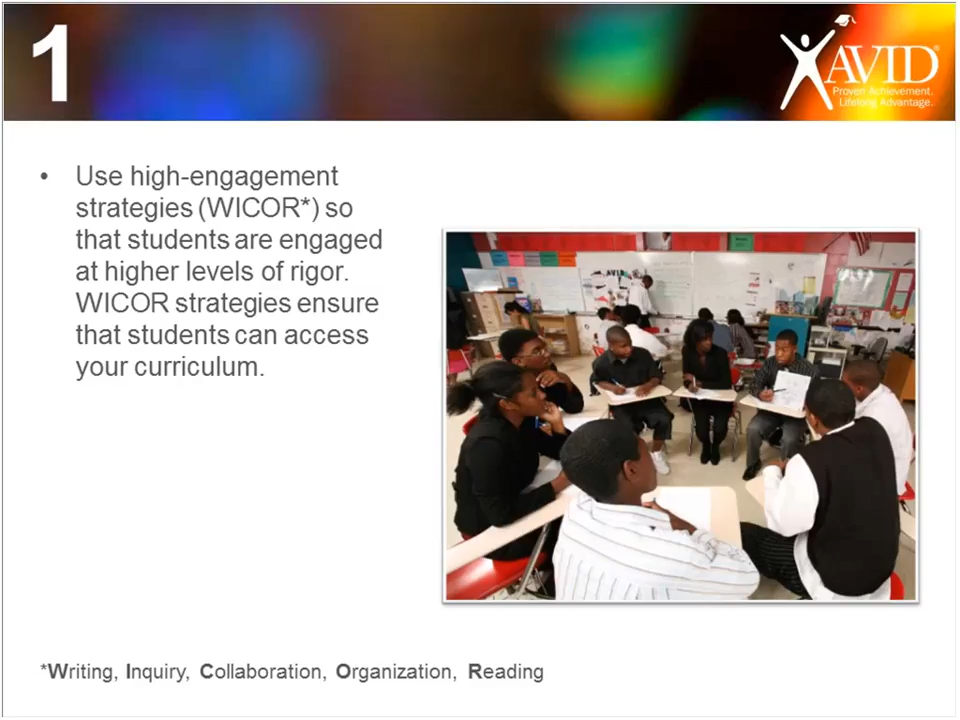 1
AVID®
Proven Achievement.
Lifelong Advantage.
• Use high-engagement
strategies (WICOR*) so
that students are engaged
at higher levels of rigor.
WICOR strategies ensure
that students can access
your curriculum.
AVID
*Writing, Inquiry, Collaboration, Organization, Reading